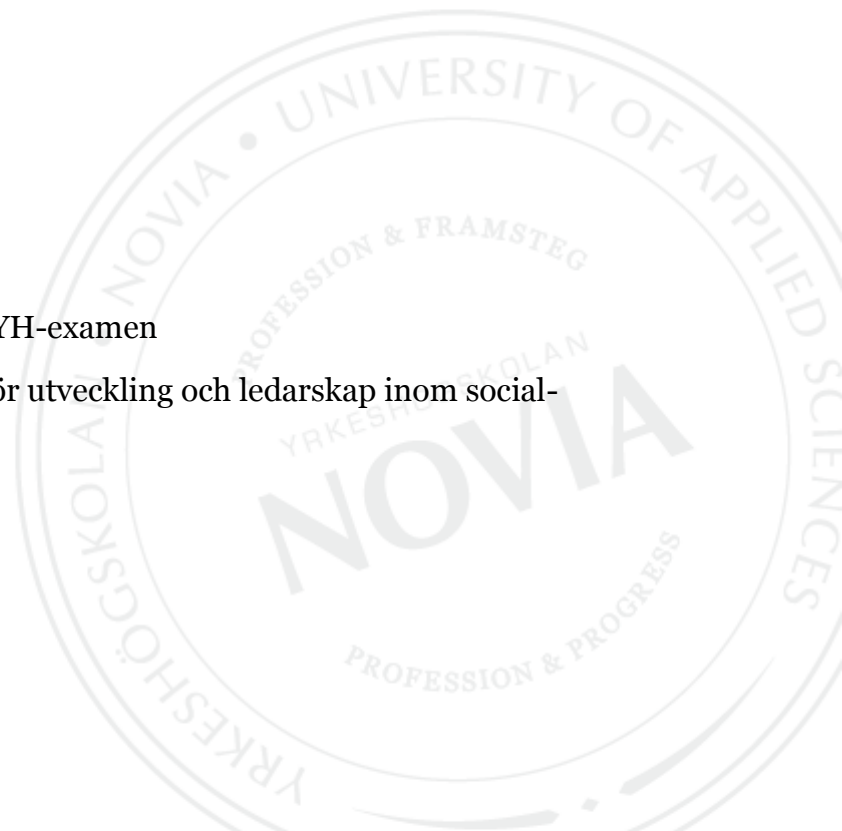 YH-examen
ör utveckling och ledarskap inom social-
YRKESHÖGSKOLAN • NOVIA • UNIVERSITY OF APPLIED SCIENCES
PROFESSION & FRAMSTEG
YRKESHÖGSKOLAN
NOVIA
PROFESSION & PROGRESS